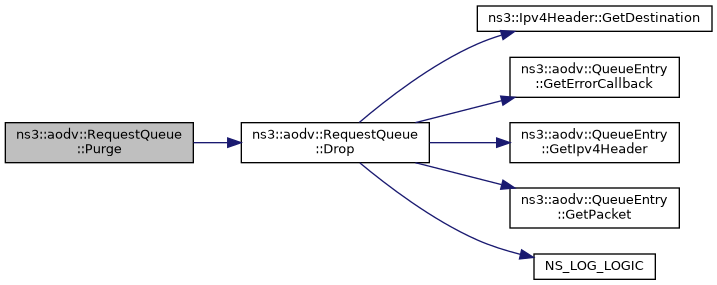 ns3::aodv::RequestQueue
::Purge
ns3::aodv::RequestQueue
::Drop
ns3::Ipv4Header::GetDestination
ns3::aodv::QueueEntry
::GetErrorCallback
ns3::aodv::QueueEntry
::GetIpv4Header
ns3::aodv::QueueEntry
::GetPacket
NS_LOG_LOGIC